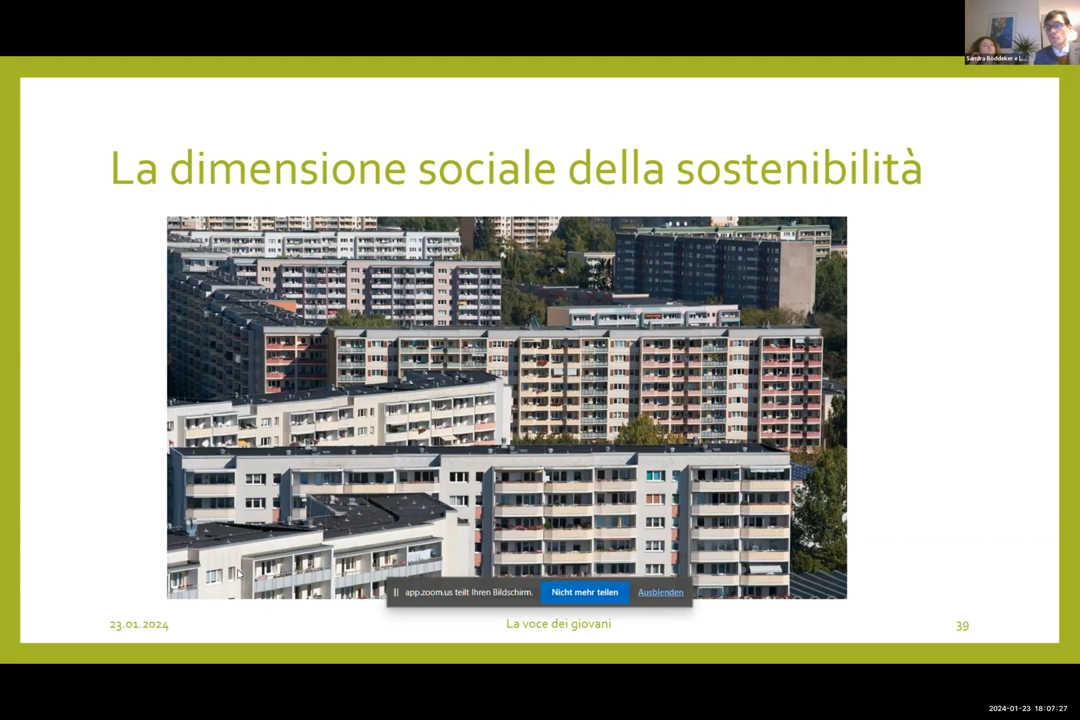 Sandra Böddeker e L...
La dimensione sociale della sostenibilità
app.zoom.us teilt Ihren Bildschirm.
Nicht mehr teilen
Ausblenden
23.01.2024
La voce dei giovani
39
2024-01-23 18:07:27